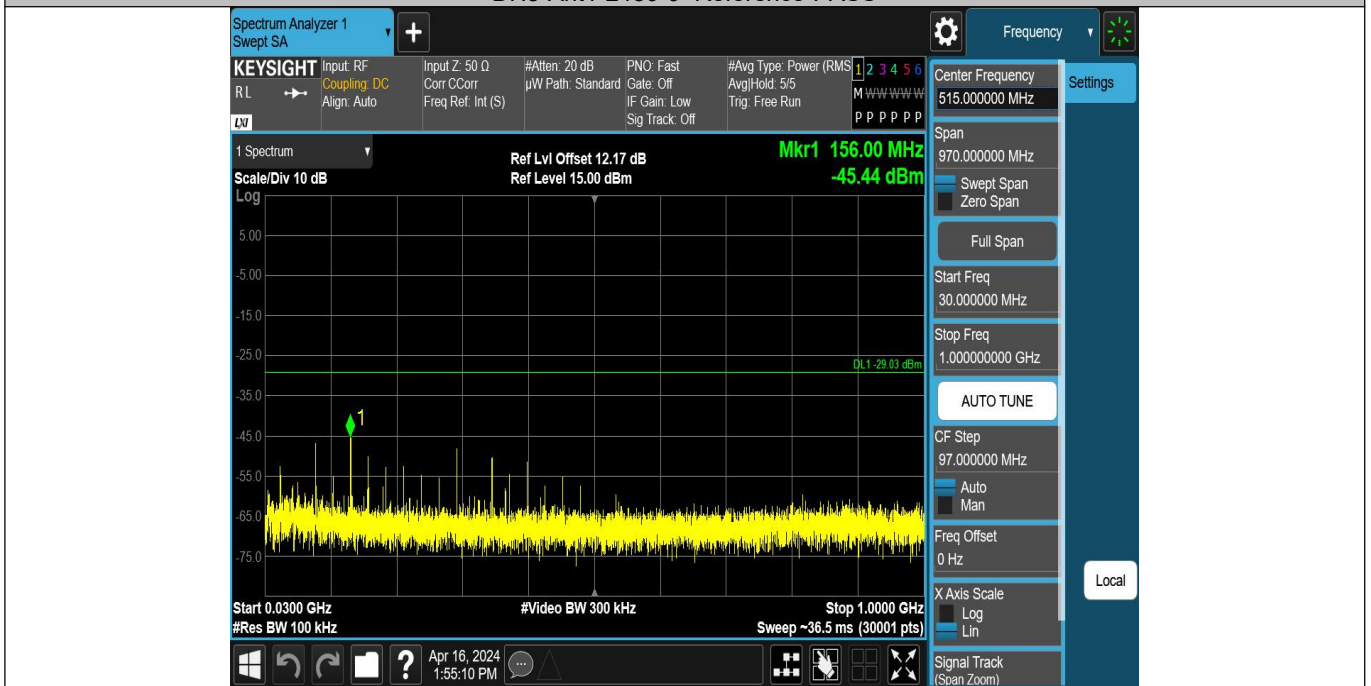 Spectrum Analyzer 1
Swept SA
+
Frequency
KEYSIGHT
RL
LXI
Input: RF
Coupling: DC
Align: Auto
Input Z: 50 Ω
Corr CCorr
Freq Ref: Int (S)
#Atten: 20 dB
µW Path: Standard
PNO: Fast
Gate: Off
IF Gain: Low
Sig Track: Off
#Avg Type: Power (RMS
Avg|Hold: 5/5
Trig: Free Run
1 2 3 4 5 6
M W W W W W
P P P P P P
1 Spectrum
Scale/Div 10 dB
Ref Lvl Offset 12.17 dB
Ref Level 15.00 dBm
Mkr1 156.00 MHz
-45.44 dBm
Log
5.00
-5.00
-15.0
-25.0
DL1 -29.03 dBm
-35.0
1
-45.0
-55.0
-65.0
-75.0
Start 0.0300 GHz
#Res BW 100 kHz
#Video BW 300 kHz
Stop 1.0000 GHz
Sweep ~36.5 ms (30001 pts)
Center Frequency
515.000000 MHz
Settings
Span
970.000000 MHz
Swept Span
Zero Span
Full Span
Start Freq
30.000000 MHz
Stop Freq
1.000000000 GHz
AUTO TUNE
CF Step
97.000000 MHz
Auto
Man
Freq Offset
0 Hz
X Axis Scale
Log
Lin
Local
Signal Track
(Span Zoom)
?
Apr 16, 2024
1:55:10 PM